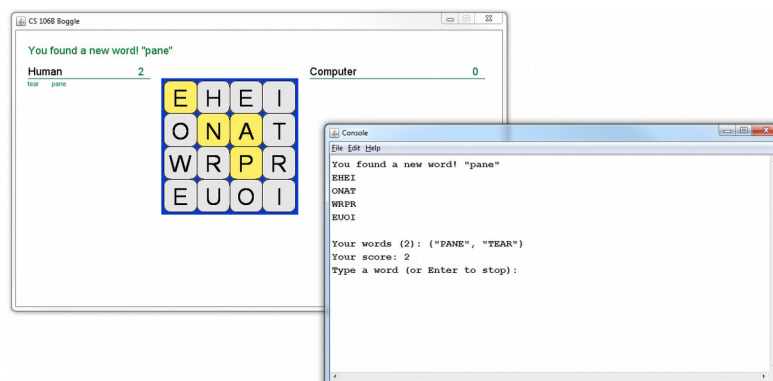 CS 106B Boggle
You found a new word! "pane"
Human 2
tear pane
Computer 0
E H E I
O N A T
W R P R
E U O I
Console
File Edit Help
You found a new word! "pane"
EHEI
ONAT
WRPR
EUOI
Your words (2): {"PANE", "TEAR"}
Your score: 2
Type a word (or Enter to stop):